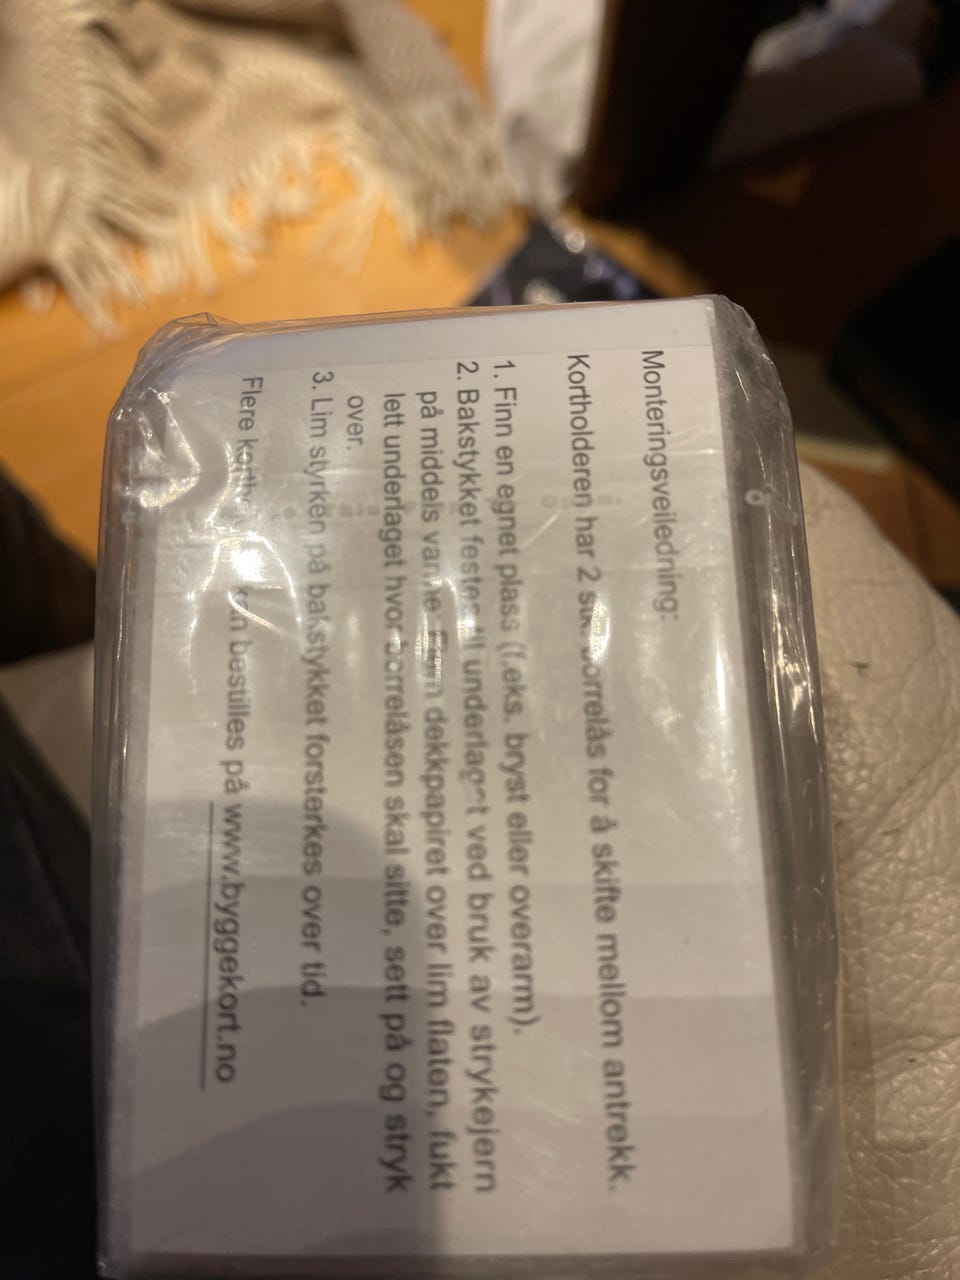 Monteringsveiledning:
Kortholderen har 2 borrelås for å skifte mellom antrekk.
1. Finn en egnet plass (f.eks. bryst eller overarm).
2. Bakstykket festes til underlaget ved bruk av strykejern
på middels varme. dekkpapiret over lim flaten, fukt
lett underlaget hvor borrelåsen skal sitte, sett på og stryk
over.
3. Lim styrken på bakstykket forsterkes over tid.
Flere kan bestilles på www.byggekort.no